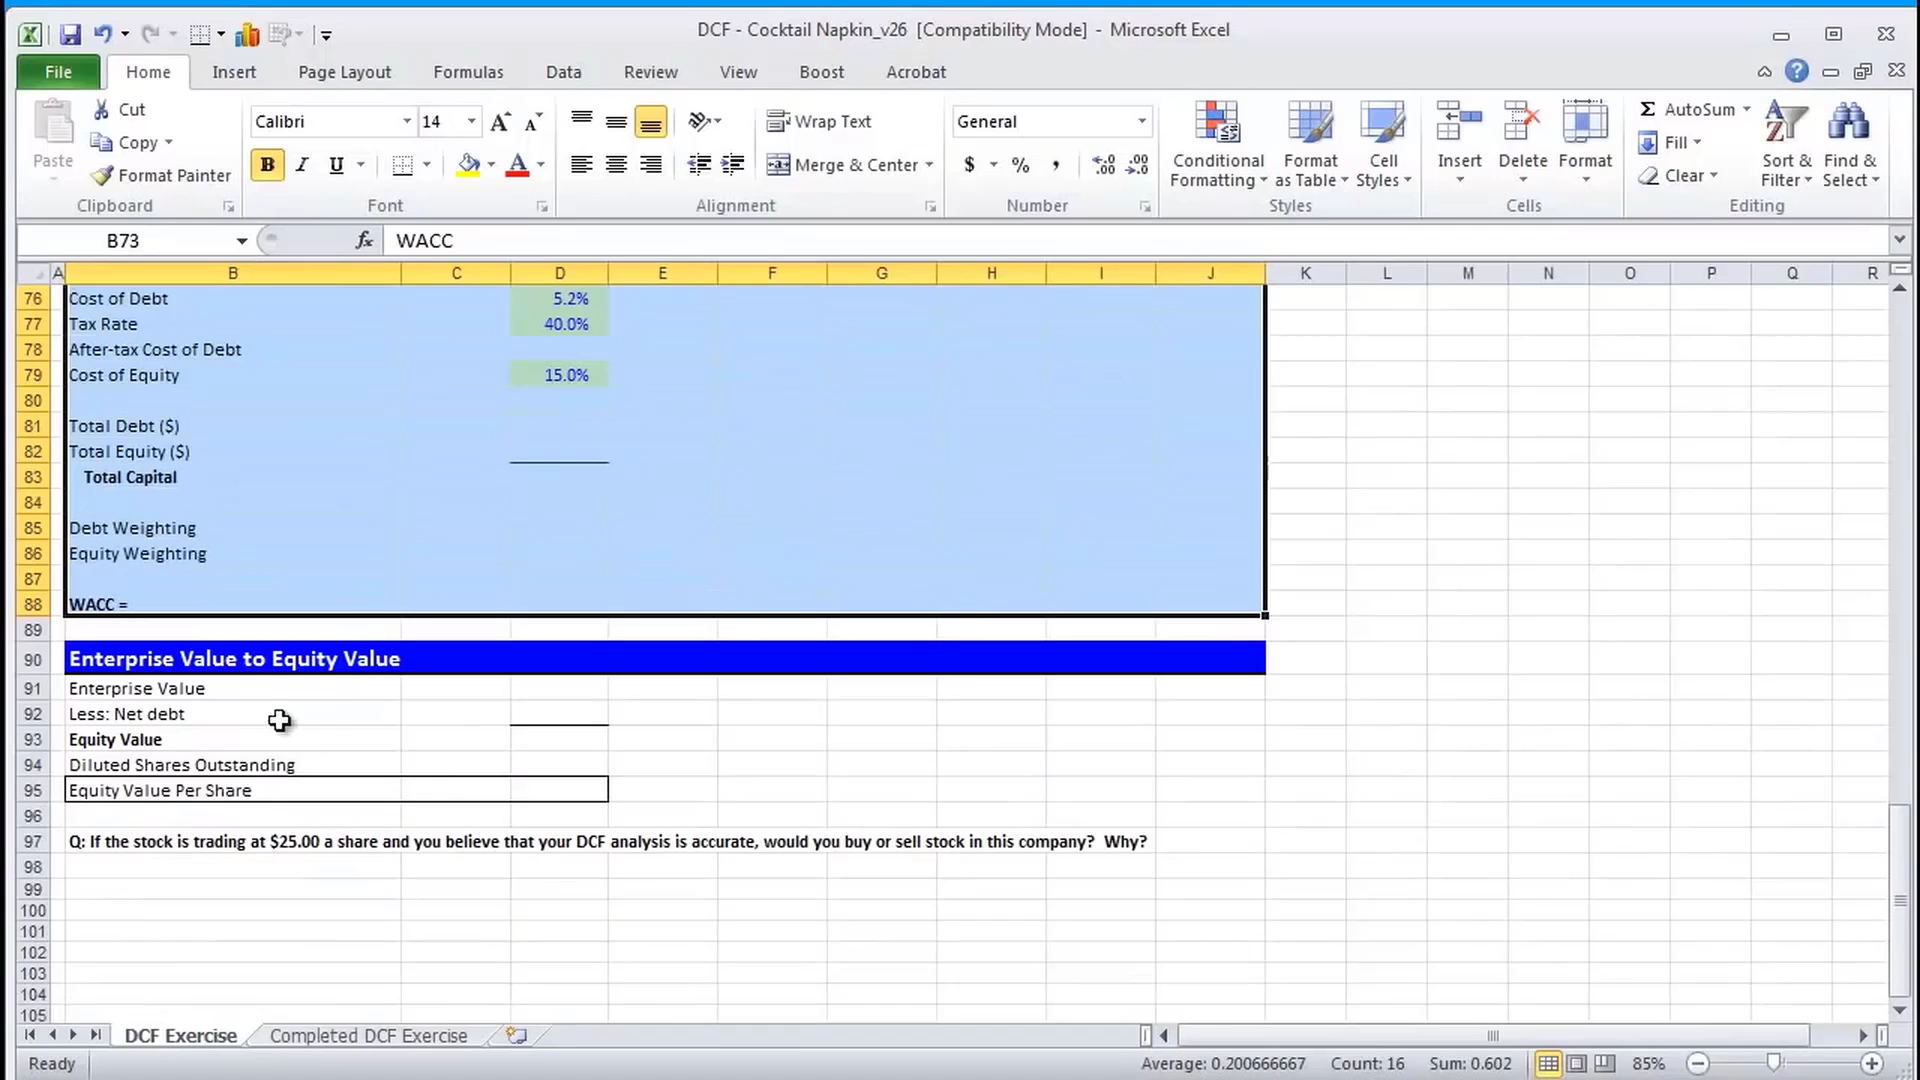 DCF - Cocktail Napkin_v26 [Compatibility Mode] - Microsoft Excel
File Home Insert Page Layout Formulas Data Review View Boost Acrobat
Paste Cut
Copy
Format Painter
Calibri 14 A A
B I U A
Wrap Text
Merge & Center
General
$ % ,
Conditional Formatting
Format as Table
Cell Styles
Insert Delete Format
Σ AutoSum
Fill
Clear
Sort & Filter
Find & Select
Clipboard Font Alignment Number Styles Cells Editing
B73 fx WACC
A B C D E F G H I J K L M N O P Q R
76 Cost of Debt 5.2%
77 Tax Rate 40.0%
78 After-tax Cost of Debt
79 Cost of Equity 15.0%
80
81 Total Debt ($)
82 Total Equity ($)
83 Total Capital
84
85 Debt Weighting
86 Equity Weighting
87
88 WACC =
89
90 Enterprise Value to Equity Value
91 Enterprise Value
92 Less: Net debt
93 Equity Value
94 Diluted Shares Outstanding
95 Equity Value Per Share
96
97 Q: If the stock is trading at $25.00 a share and you believe that your DCF analysis is accurate, would you buy or sell stock in this company? Why?
98
99
100
101
102
103
104
105
DCF Exercise Completed DCF Exercise
Ready Average: 0.200666667 Count: 16 Sum: 0.602 85%